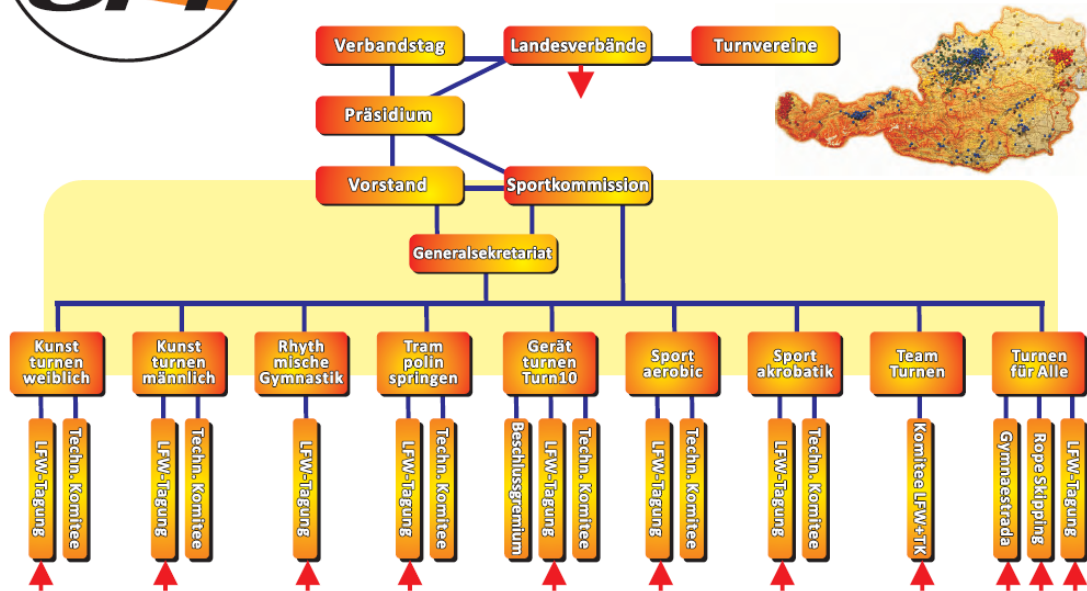 Verbandstag
Landesverbände
Turnvereine
Präsidium
Vorstand
Sportkommission
Generalsekretariat
Kunst
turnen
weiblich
Kunst
turnen
männlich
Rhyth
mische
Gymnastik
Tram
polin
springen
Gerät
turnen
Turn10
Sport
aerobic
Sport
akrobatik
Team
Turnen
Turnen
für Alle
LFW-Tagung
Techn. Komitee
LFW-Tagung
Techn. Komitee
LFW-Tagung
LFW-Tagung
Techn. Komitee
Beschlussgremium
LFW-Tagung
Techn. Komitee
LFW-Tagung
Techn. Komitee
LFW-Tagung
Techn. Komitee
Komitee LFW+TK
Gymnaestrada
Rope Skipping
LFW-Tagung